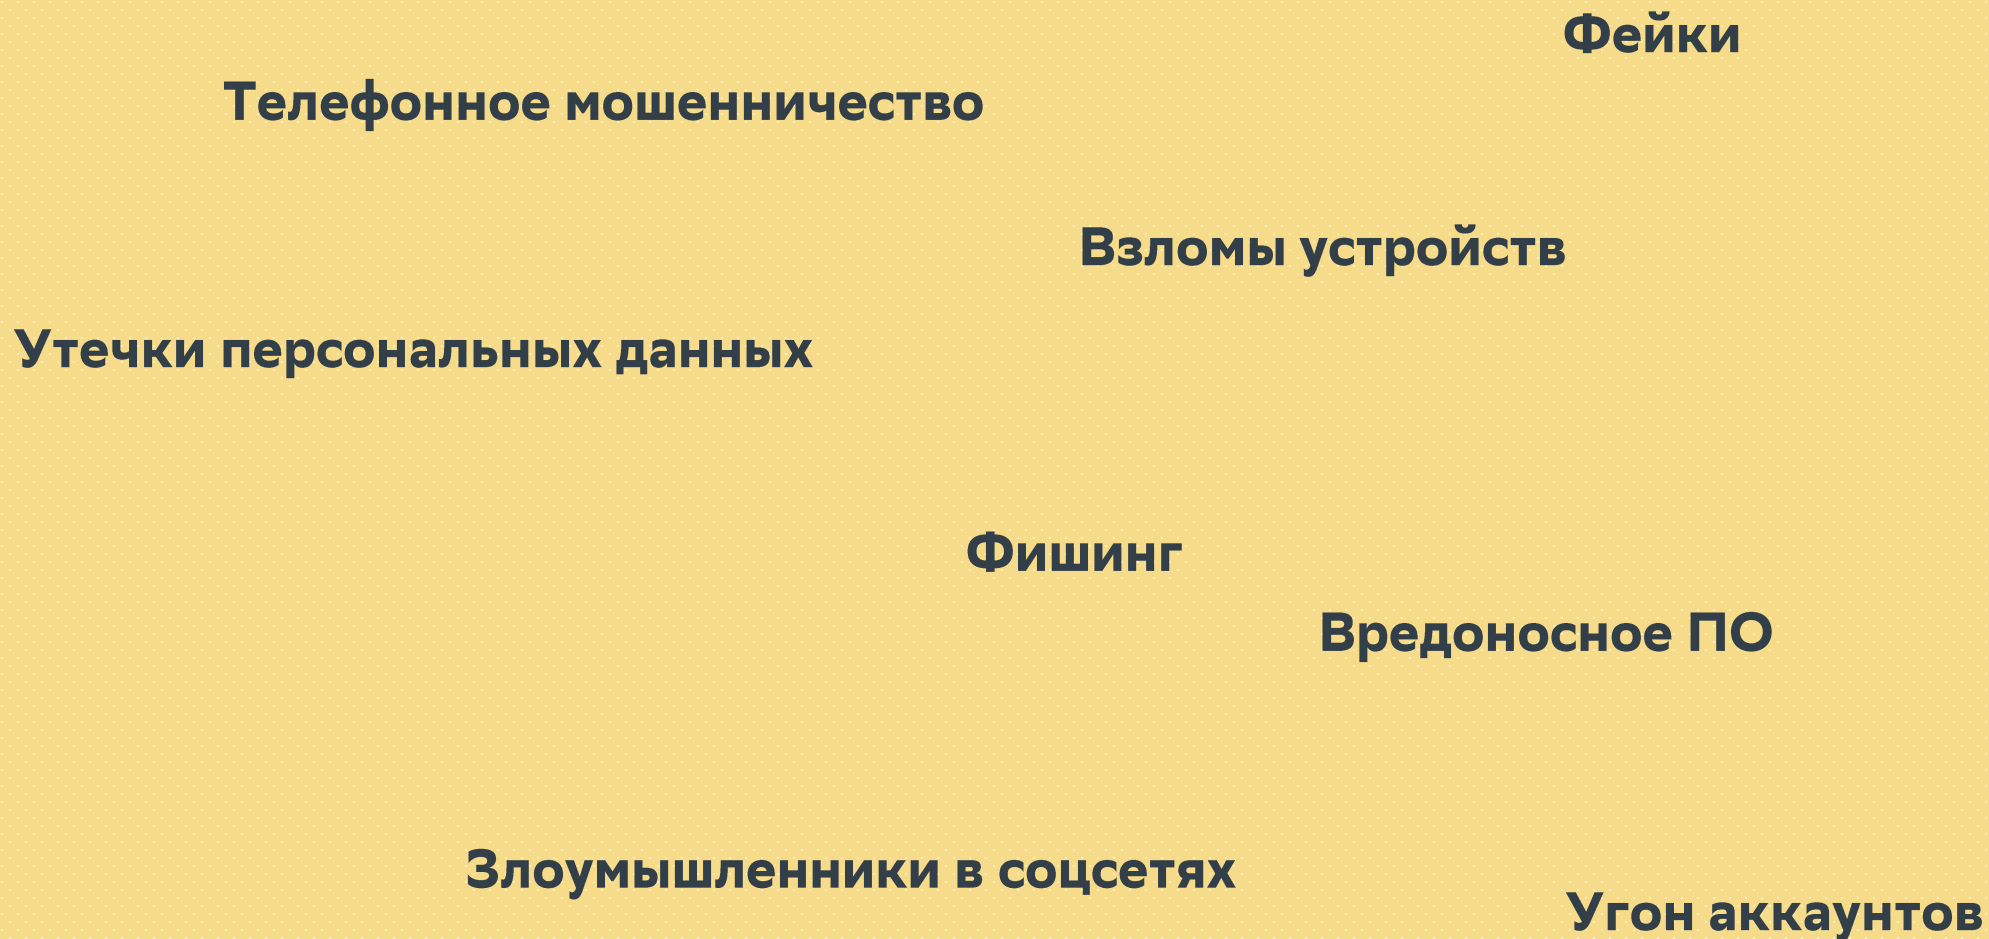 Фейки
Телефонное мошенничество
Взломы устройств
Утечки персональных данных
Фишинг
Вредоносное ПО
Злоумышленники в соцсетях
Угон аккаунтов